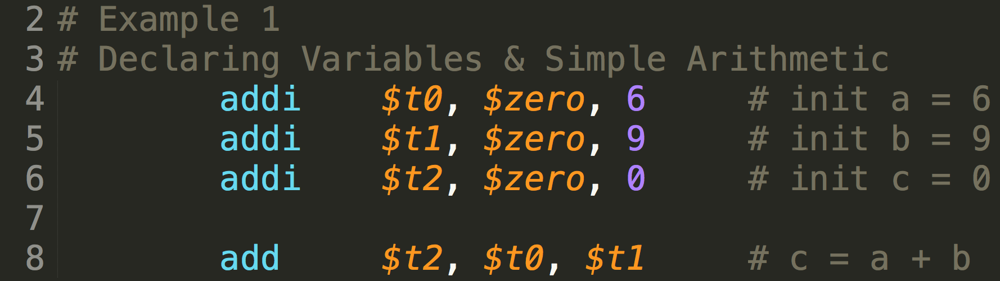 2 # Example 1
3 # Declaring Variables & Simple Arithmetic
4 addi $t0, $zero, 6 # init a = 6
5 addi $t1, $zero, 9 # init b = 9
6 addi $t2, $zero, 0 # init c = 0
7
8 add $t2, $t0, $t1 # c = a + b